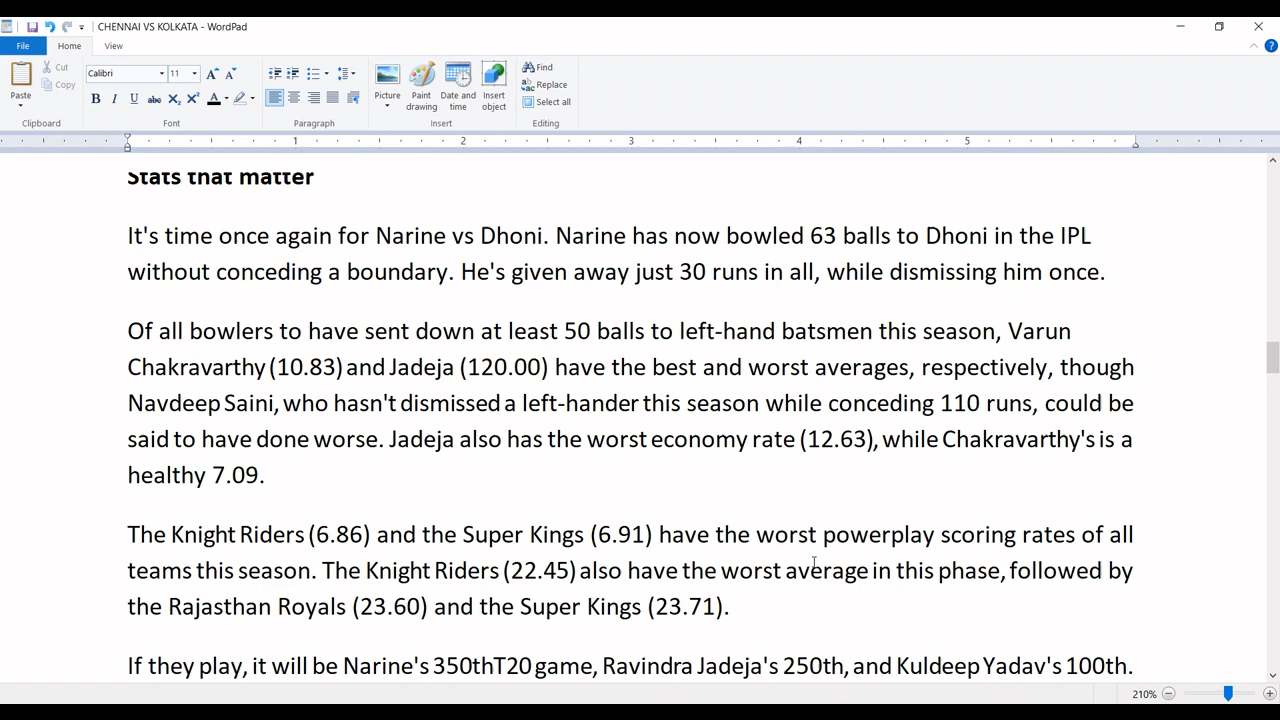 CHENNAI VS KOLKATA - WordPad
File Home View
Paste
Cut
Copy
Clipboard
Calibri 11
B I U abc X₂ X² A
Font
Paragraph
Picture
Paint drawing
Date and time
Insert object
Insert
Find
Replace
Select all
Editing
1 2 3 4 5
Stats that matter
It's time once again for Narine vs Dhoni. Narine has now bowled 63 balls to Dhoni in the IPL
without conceding a boundary. He's given away just 30 runs in all, while dismissing him once.
Of all bowlers to have sent down at least 50 balls to left-hand batsmen this season, Varun
Chakravarthy (10.83) and Jadeja (120.00) have the best and worst averages, respectively, though
Navdeep Saini, who hasn't dismissed a left-hander this season while conceding 110 runs, could be
said to have done worse. Jadeja also has the worst economy rate (12.63), while Chakravarthy's is a
healthy 7.09.
The Knight Riders (6.86) and the Super Kings (6.91) have the worst powerplay scoring rates of all
teams this season. The Knight Riders (22.45) also have the worst average in this phase, followed by
the Rajasthan Royals (23.60) and the Super Kings (23.71).
If they play, it will be Narine's 350thT20 game, Ravindra Jadeja's 250th, and Kuldeep Yadav's 100th.
210%